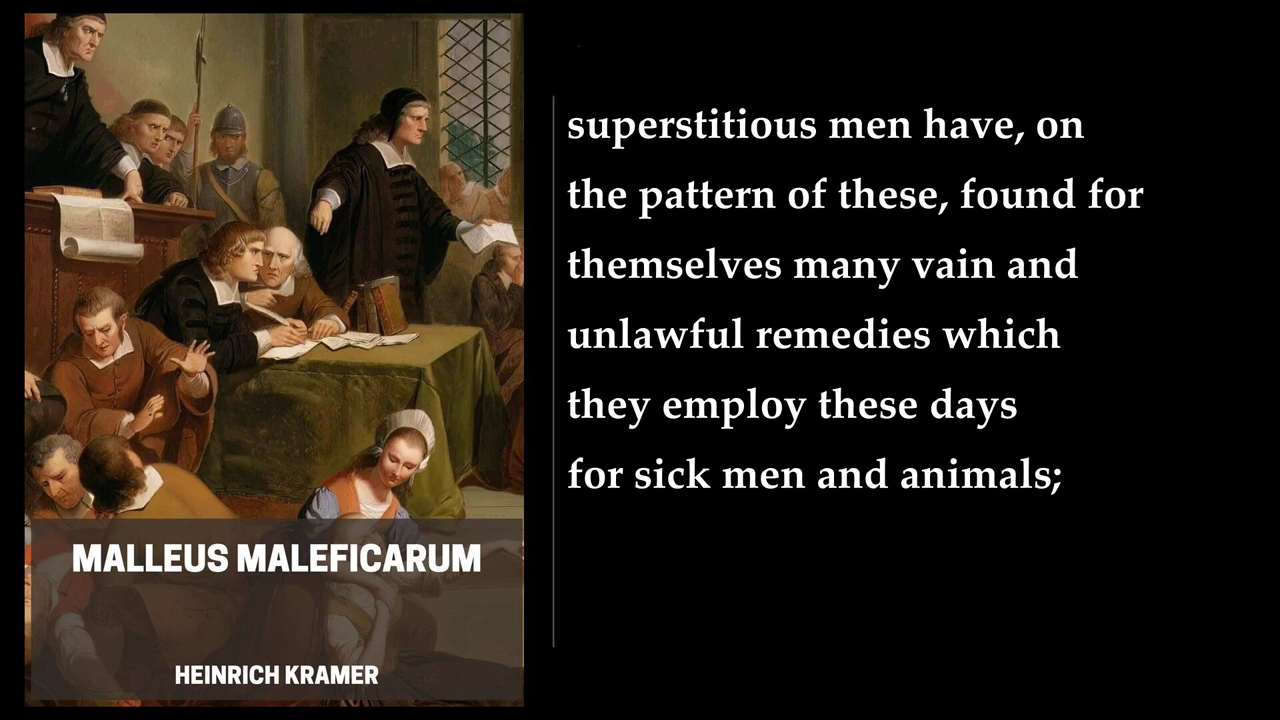 MALLEUS MALEFICARUM
HEINRICH KRAMER
superstitious men have, on
the pattern of these, found for
themselves many vain and
unlawful remedies which
they employ these days
for sick men and animals;